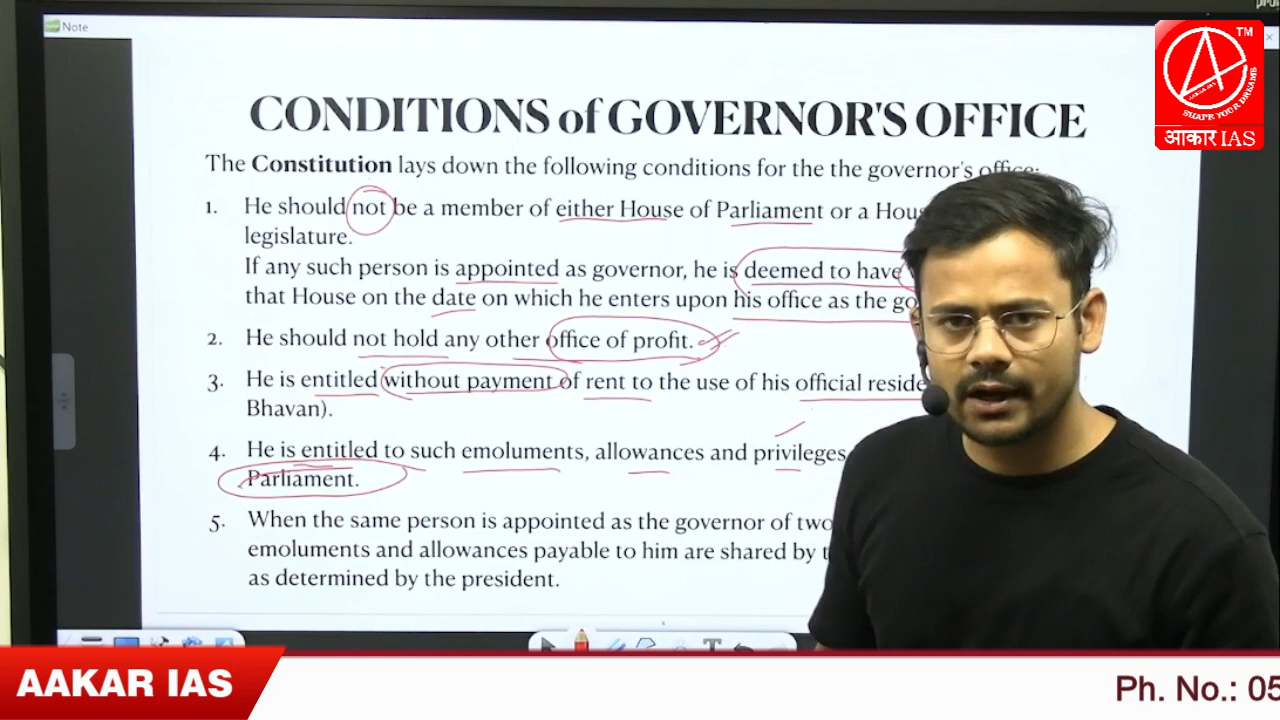 Note
TM
SHAPE YOUR DREAMS
आकार IAS
CONDITIONS of GOVERNOR'S OFFICE
The Constitution lays down the following conditions for the the governor's office:
1. He should not be a member of either House of Parliament or a Hou
legislature.
If any such person is appointed as governor, he is deemed to have
that House on the date on which he enters upon his office as the go
2. He should not hold any other office of profit.
3. He is entitled without payment of rent to the use of his official reside
Bhavan).
4. He is entitled to such emoluments, allowances and privileges
Parliament.
5. When the same person is appointed as the governor of two
emoluments and allowances payable to him are shared by t
as determined by the president.
AAKAR IAS
Ph. No.: 05